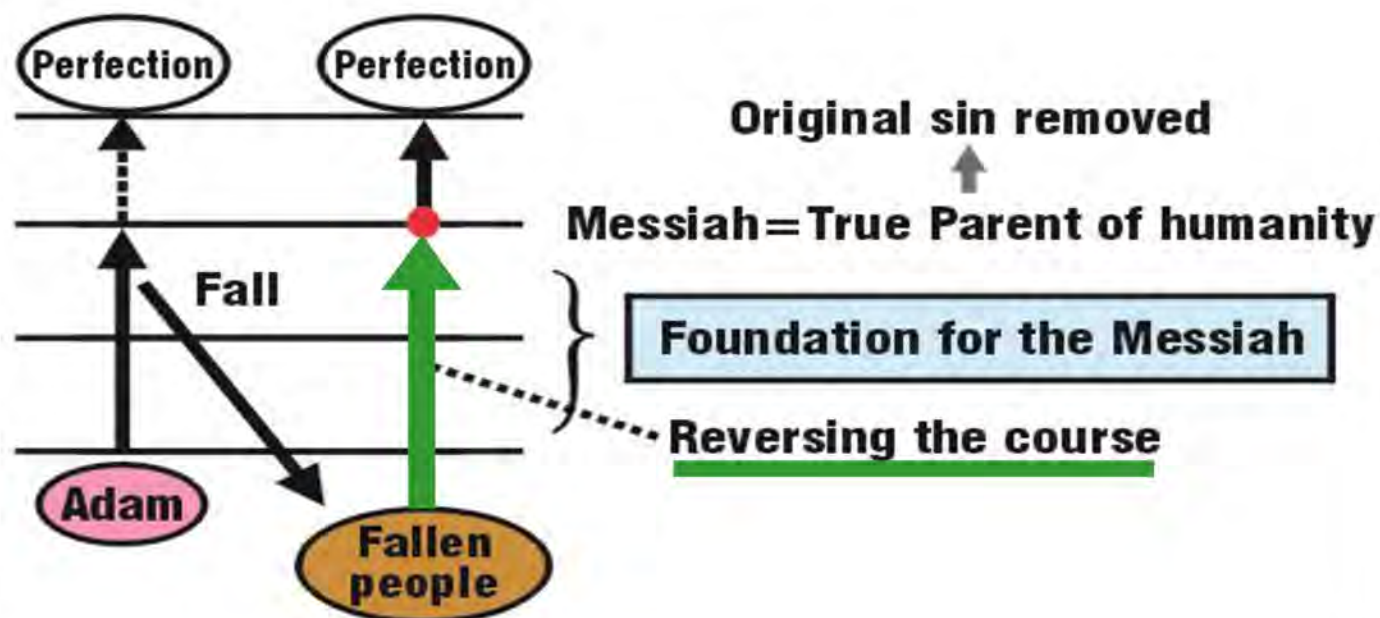 Perfection
Perfection
Original sin removed
Messiah=True Parent of humanity
Fall
Foundation for the Messiah
Reversing the course
Adam
Fallen
people